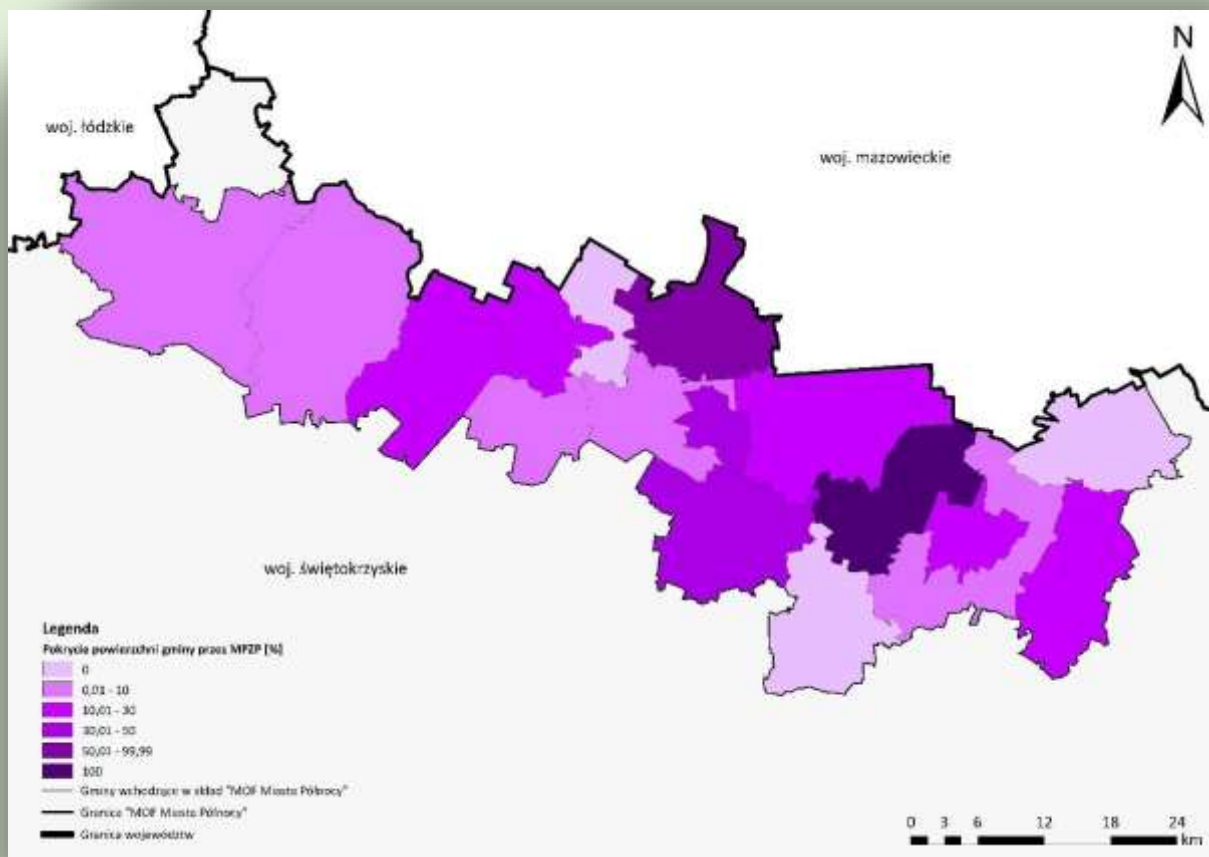 N
woj. łódzkie
woj. mazowieckie
woj. świętokrzyskie
Legenda
Pokrycie powierzchni gminy przez MPZP [%]
0
0,01 - 10
10,01 - 30
30,01 - 50
50,01 - 99,99
100
Gminy wchodzące w skład "MOF Miasta Północy"
Granica "MOF Miasta Północy"
Granica województw
0 3 6 12 18 24
km